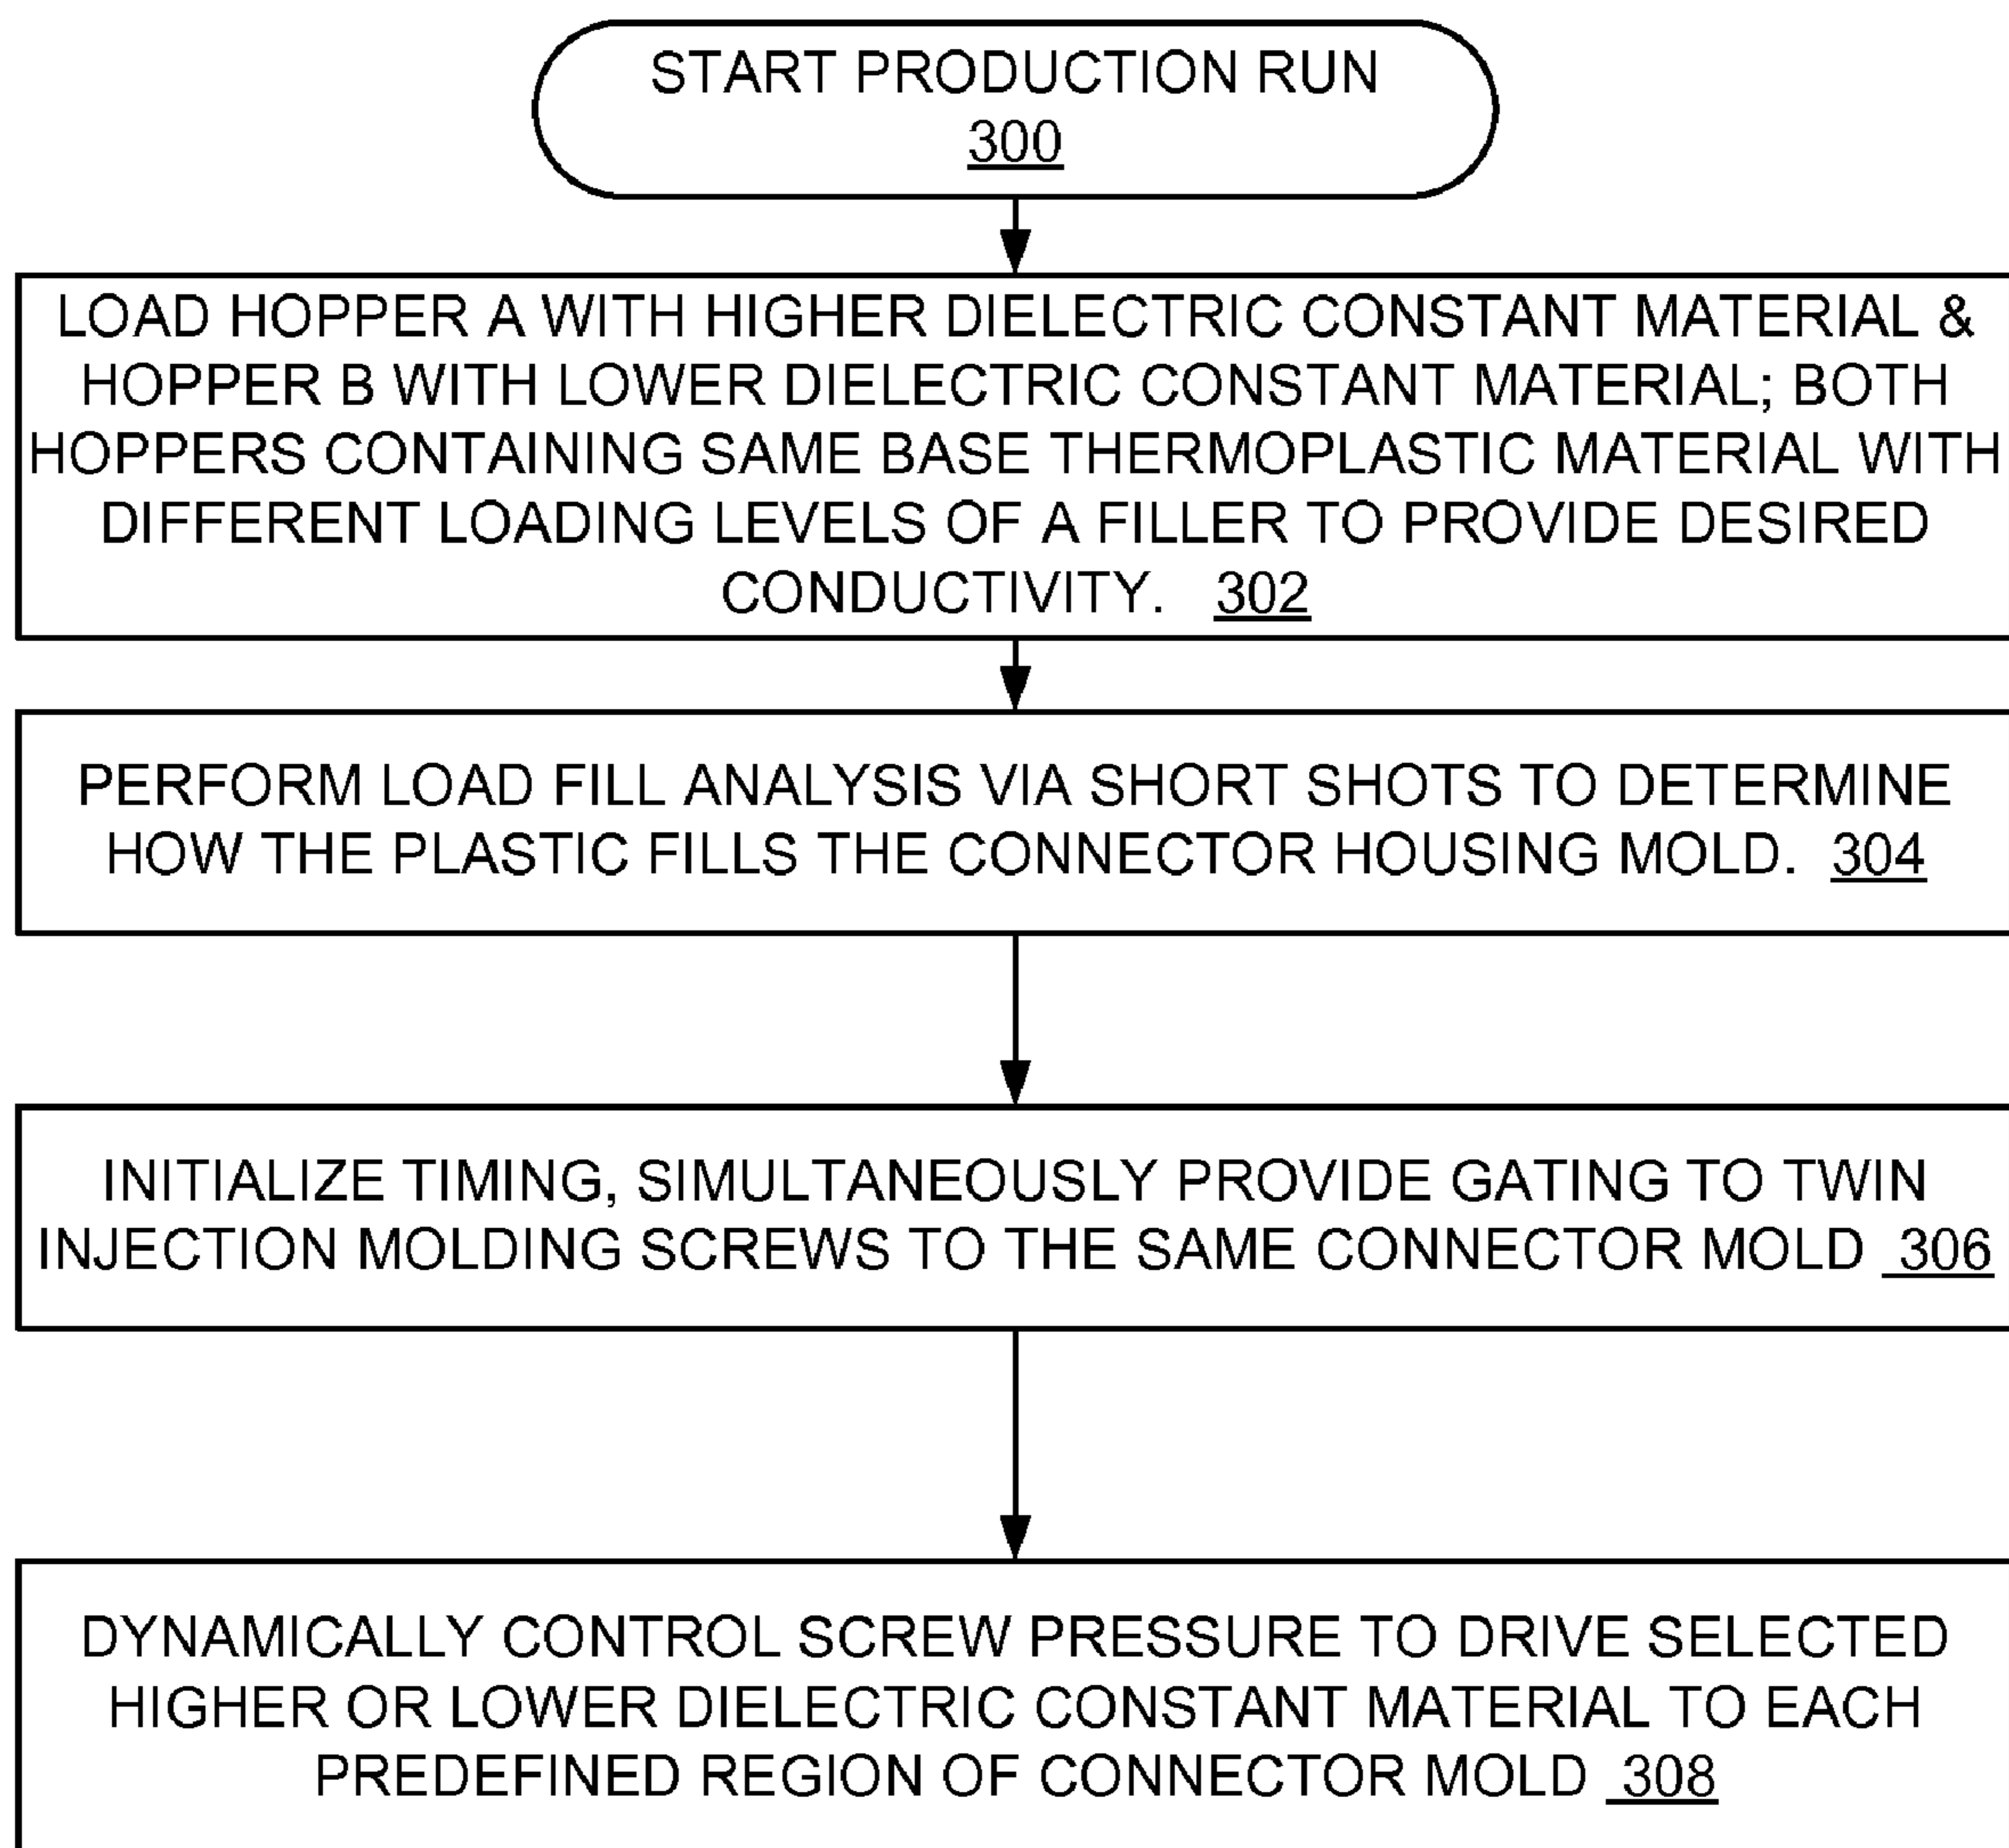 START PRODUCTION RUN
300
LOAD HOPPER A WITH HIGHER DIELECTRIC CONSTANT MATERIAL &
HOPPER B WITH LOWER DIELECTRIC CONSTANT MATERIAL; BOTH
HOPPERS CONTAINING SAME BASE THERMOPLASTIC MATERIAL WITH
DIFFERENT LOADING LEVELS OF A FILLER TO PROVIDE DESIRED
CONDUCTIVITY. 302
PERFORM LOAD FILL ANALYSIS VIA SHORT SHOTS TO DETERMINE
HOW THE PLASTIC FILLS THE CONNECTOR HOUSING MOLD. 304
INITIALIZE TIMING, SIMULTANEOUSLY PROVIDE GATING TO TWIN
INJECTION MOLDING SCREWS TO THE SAME CONNECTOR MOLD 306
DYNAMICALLY CONTROL SCREW PRESSURE TO DRIVE SELECTED
HIGHER OR LOWER DIELECTRIC CONSTANT MATERIAL TO EACH
PREDEFINED REGION OF CONNECTOR MOLD 308